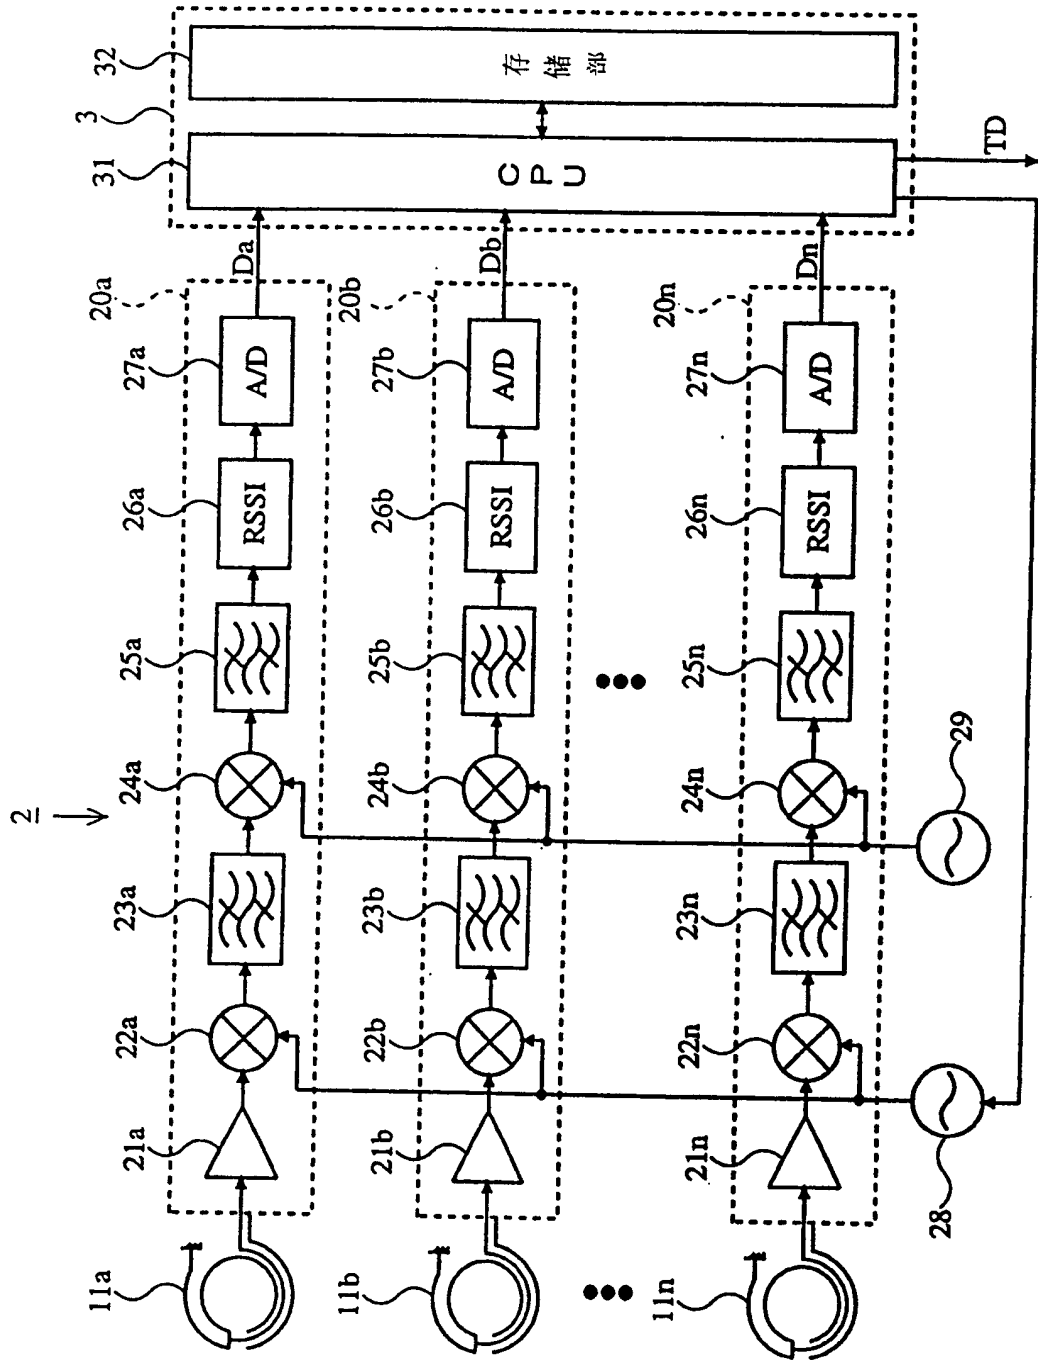 2
3
31
CPU
32
存储部
11a
21a
22a
23a
24a
25a
26a
RSSI
27a
A/D
20a
Da
11b
21b
22b
23b
24b
25b
26b
RSSI
27b
A/D
20b
Db
11n
21n
22n
23n
24n
25n
26n
RSSI
27n
A/D
20n
Dn
28
29
TD